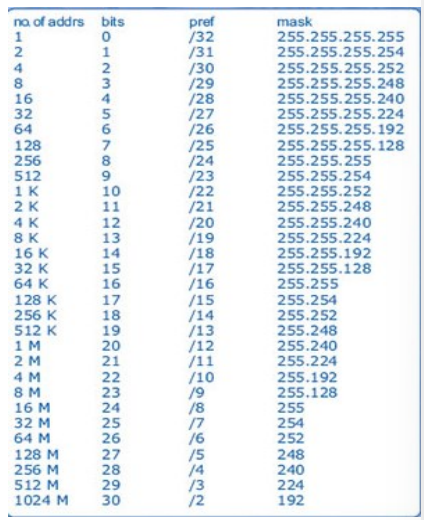 no. of addrs bits pref mask
1 0 /32 255.255.255.255
2 1 /31 255.255.255.254
4 2 /30 255.255.255.252
8 3 /29 255.255.255.248
16 4 /28 255.255.255.240
32 5 /27 255.255.255.224
64 6 /26 255.255.255.192
128 7 /25 255.255.255.128
256 8 /24 255.255.255
512 9 /23 255.255.254
1 K 10 /22 255.255.252
2 K 11 /21 255.255.248
4 K 12 /20 255.255.240
8 K 13 /19 255.255.224
16 K 14 /18 255.255.192
32 K 15 /17 255.255.128
64 K 16 /16 255.255
128 K 17 /15 255.254
256 K 18 /14 255.252
512 K 19 /13 255.248
1 M 20 /12 255.240
2 M 21 /11 255.224
4 M 22 /10 255.192
8 M 23 /9 255.128
16 M 24 /8 255
32 M 25 /7 254
64 M 26 /6 252
128 M 27 /5 248
256 M 28 /4 240
512 M 29 /3 224
1024 M 30 /2 192